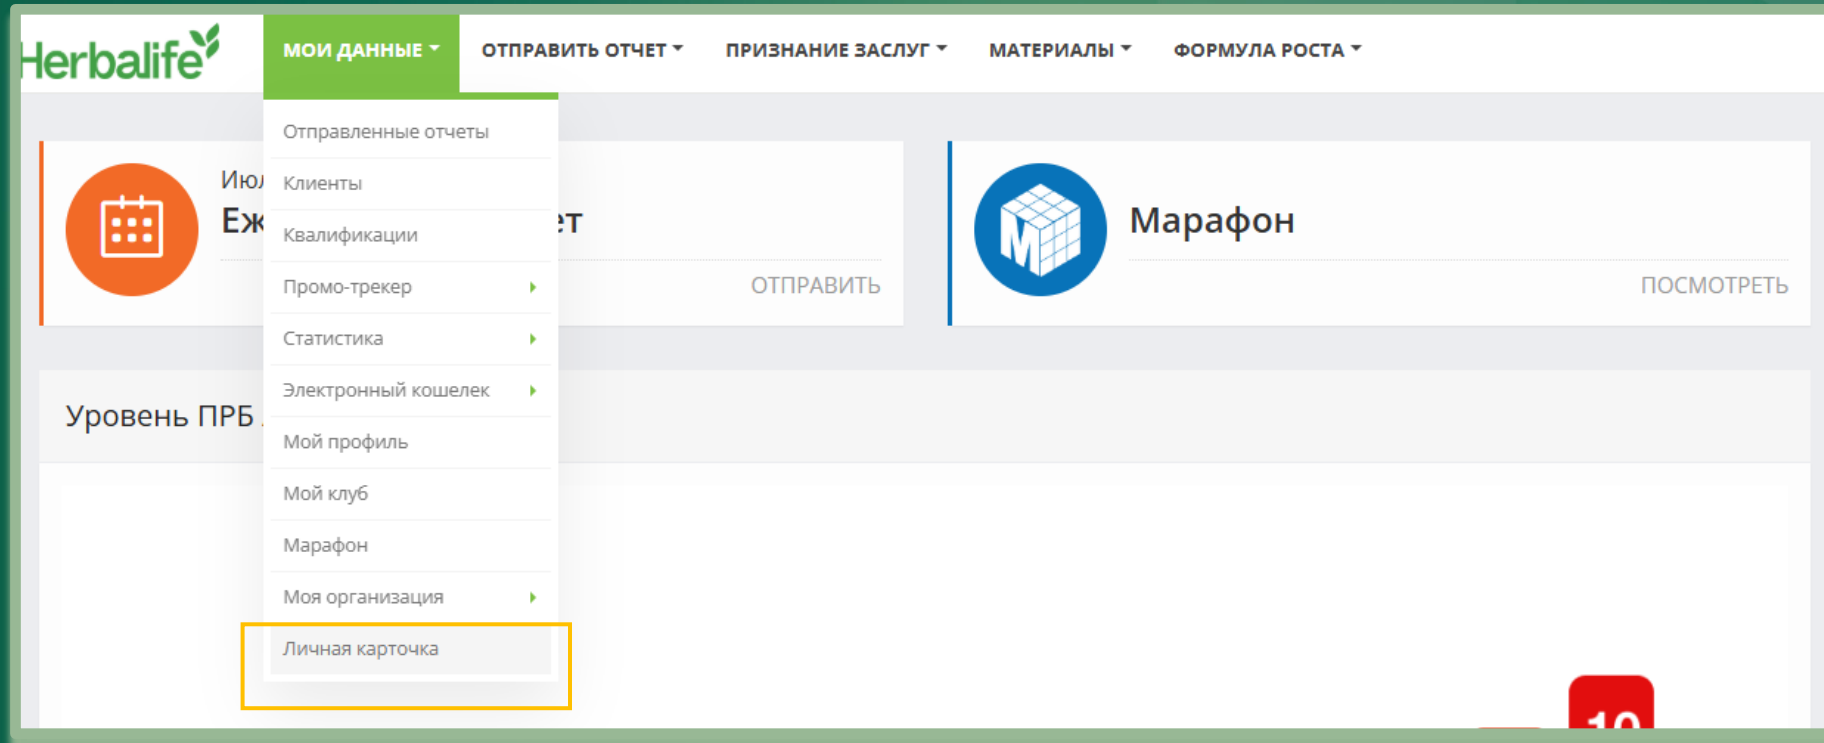 Herbalife
МОИ ДАННЫЕ
ОТПРАВИТЬ ОТЧЕТ
ПРИЗНАНИЕ ЗАСЛУГ
МАТЕРИАЛЫ
ФОРМУЛА РОСТА
Отправленные отчеты
Клиенты
Квалификации
Промо-трекер
Статистика
Электронный кошелек
Мой профиль
Мой клуб
Марафон
Моя организация
Личная карточка
ОТПРАВИТЬ
M
Марафон
ПОСМОТРЕТЬ
Уровень ПРБ
10